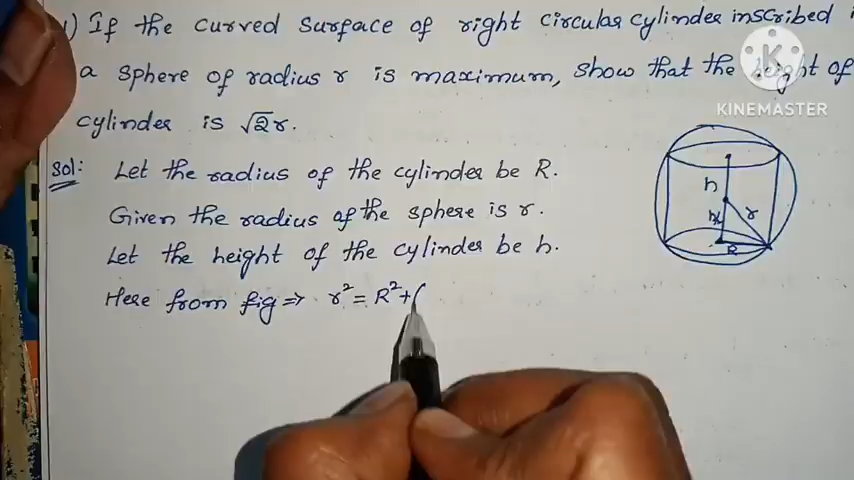 1) If the curved surface of right circular cylinder inscribed i
a sphere of radius r is maximum, show that the height of
KINEMASTER
cylinder is √2r.
Sol: Let the radius of the cylinder be R.
Given the radius of the sphere is r.
Let the height of the cylinder be h.
Here from fig ⇒ r² = R² + (
h
r
R